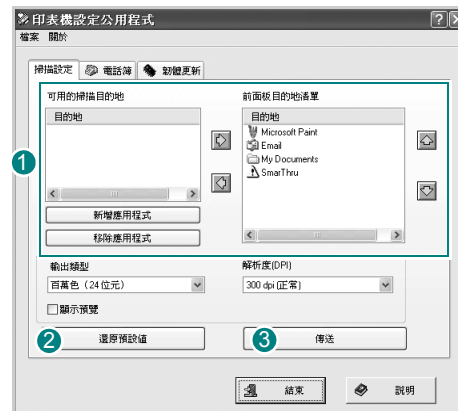 印表機設定公用程式
檔案 關於
掃描設定 電話簿 韌體更新
可用的掃描目的地
目的地
新增應用程式
移除應用程式
前面板目的地清單
目的地
Microsoft Paint
Email
My Documents
SmarThru
1
輸出類型
百萬色（24 位元）
解析度(DPI)
300 dpi (正常)
顯示預覽
2 還原預設值
3 傳送
結束 說明